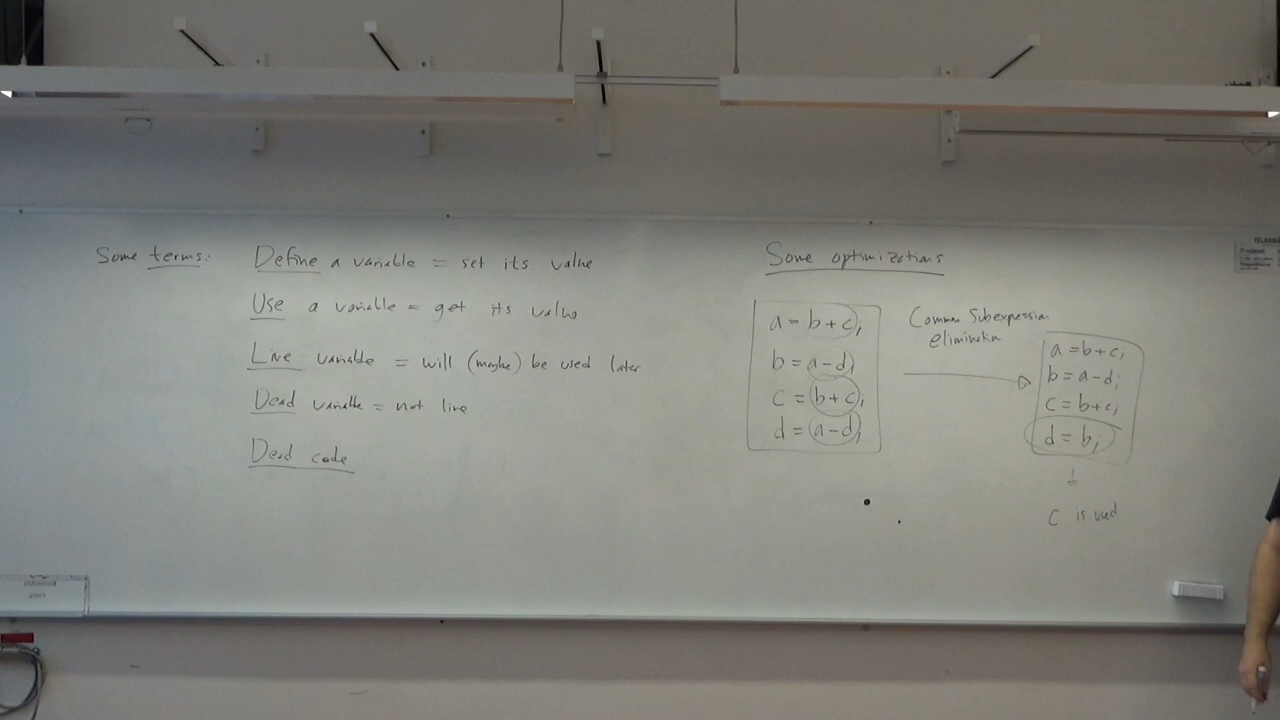 Some terms:
Define a variable = set its value
Use a variable = get its value
Live variable = will (maybe) be used later
Dead variable = not live
Dead code
Some optimizations
a = b+c;
b = a-d;
c = b+c;
d = a-d;
Common Subexpression
elimination
a = b+c;
b = a-d;
c = b+c;
d = b;
c is used